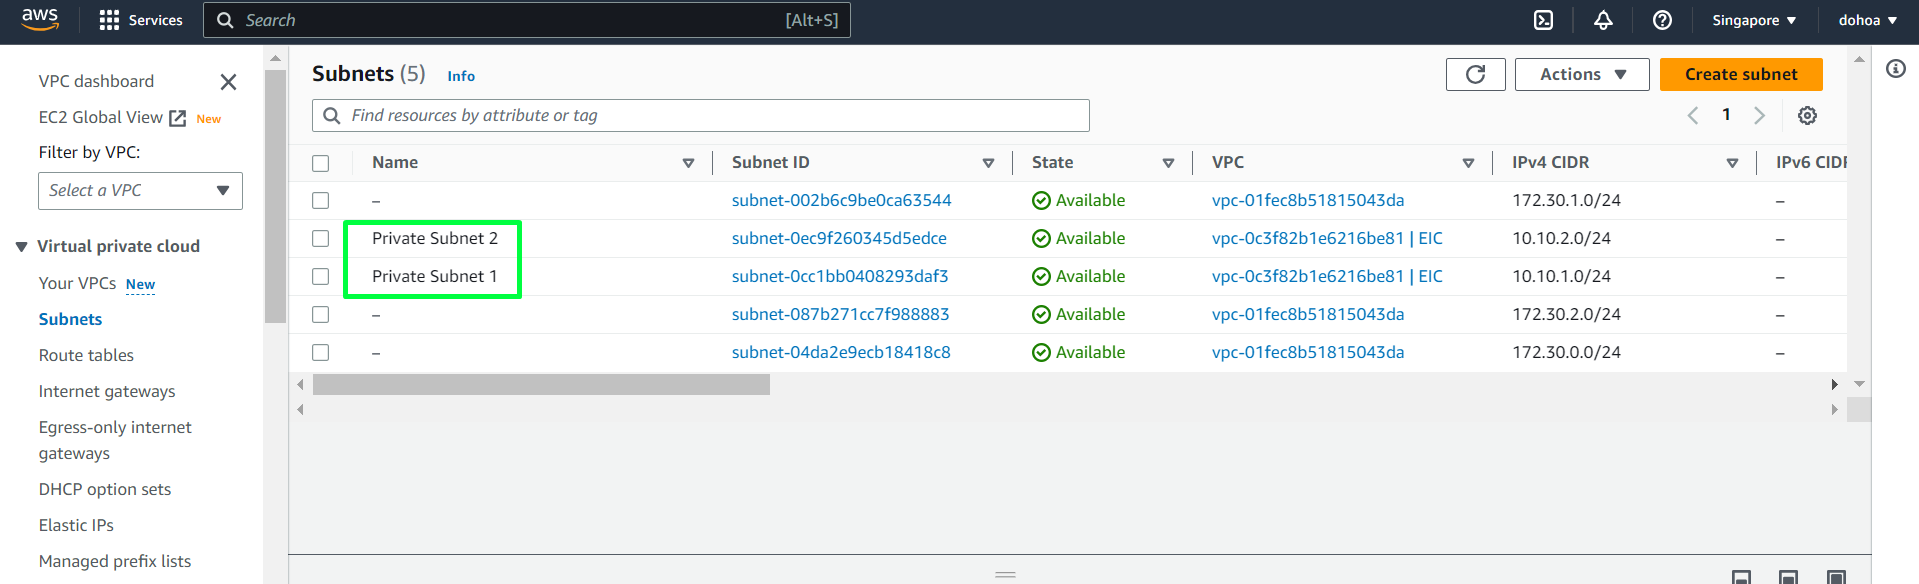 aws Services Search [Alt+S] Singapore dohoa
VPC dashboard
EC2 Global View New
Filter by VPC:
Select a VPC
Virtual private cloud
Your VPCs New
Subnets
Route tables
Internet gateways
Egress-only internet
gateways
DHCP option sets
Elastic IPs
Managed prefix lists
Subnets (5) Info
Actions Create subnet
Find resources by attribute or tag
1
Name Subnet ID State VPC IPv4 CIDR IPv6 CIDR
– subnet-002b6c9be0ca63544 Available vpc-01fec8b51815043da 172.30.1.0/24 –
Private Subnet 2 subnet-0ec9f260345d5edce Available vpc-0c3f82b1e6216be81 | EIC 10.10.2.0/24 –
Private Subnet 1 subnet-0cc1bb0408293daf3 Available vpc-0c3f82b1e6216be81 | EIC 10.10.1.0/24 –
– subnet-087b271cc7f988883 Available vpc-01fec8b51815043da 172.30.2.0/24 –
– subnet-04da2e9ecb18418c8 Available vpc-01fec8b51815043da 172.30.0.0/24 –